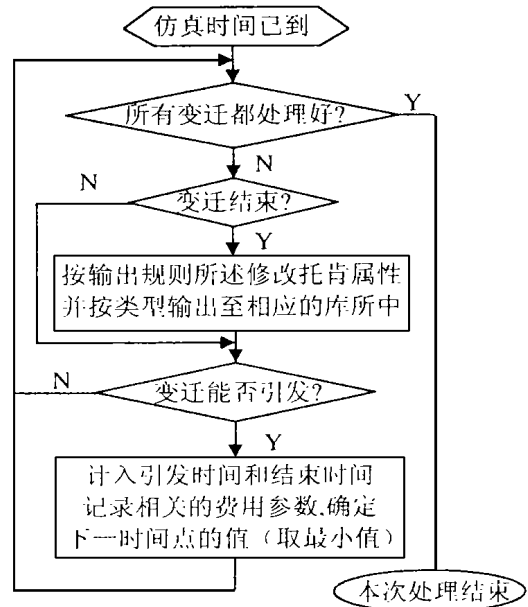 仿真时间已到
所有变迁都处理好?
Y
N
N
变迁结束?
Y
按输出规则所述修改托肯属性
并按类型输出至相应的库所中
N
变迁能否引发?
Y
计入引发时间和结束时间
记录相关的费用参数,确定
下一时间点的值（取最小值）
本次处理结束